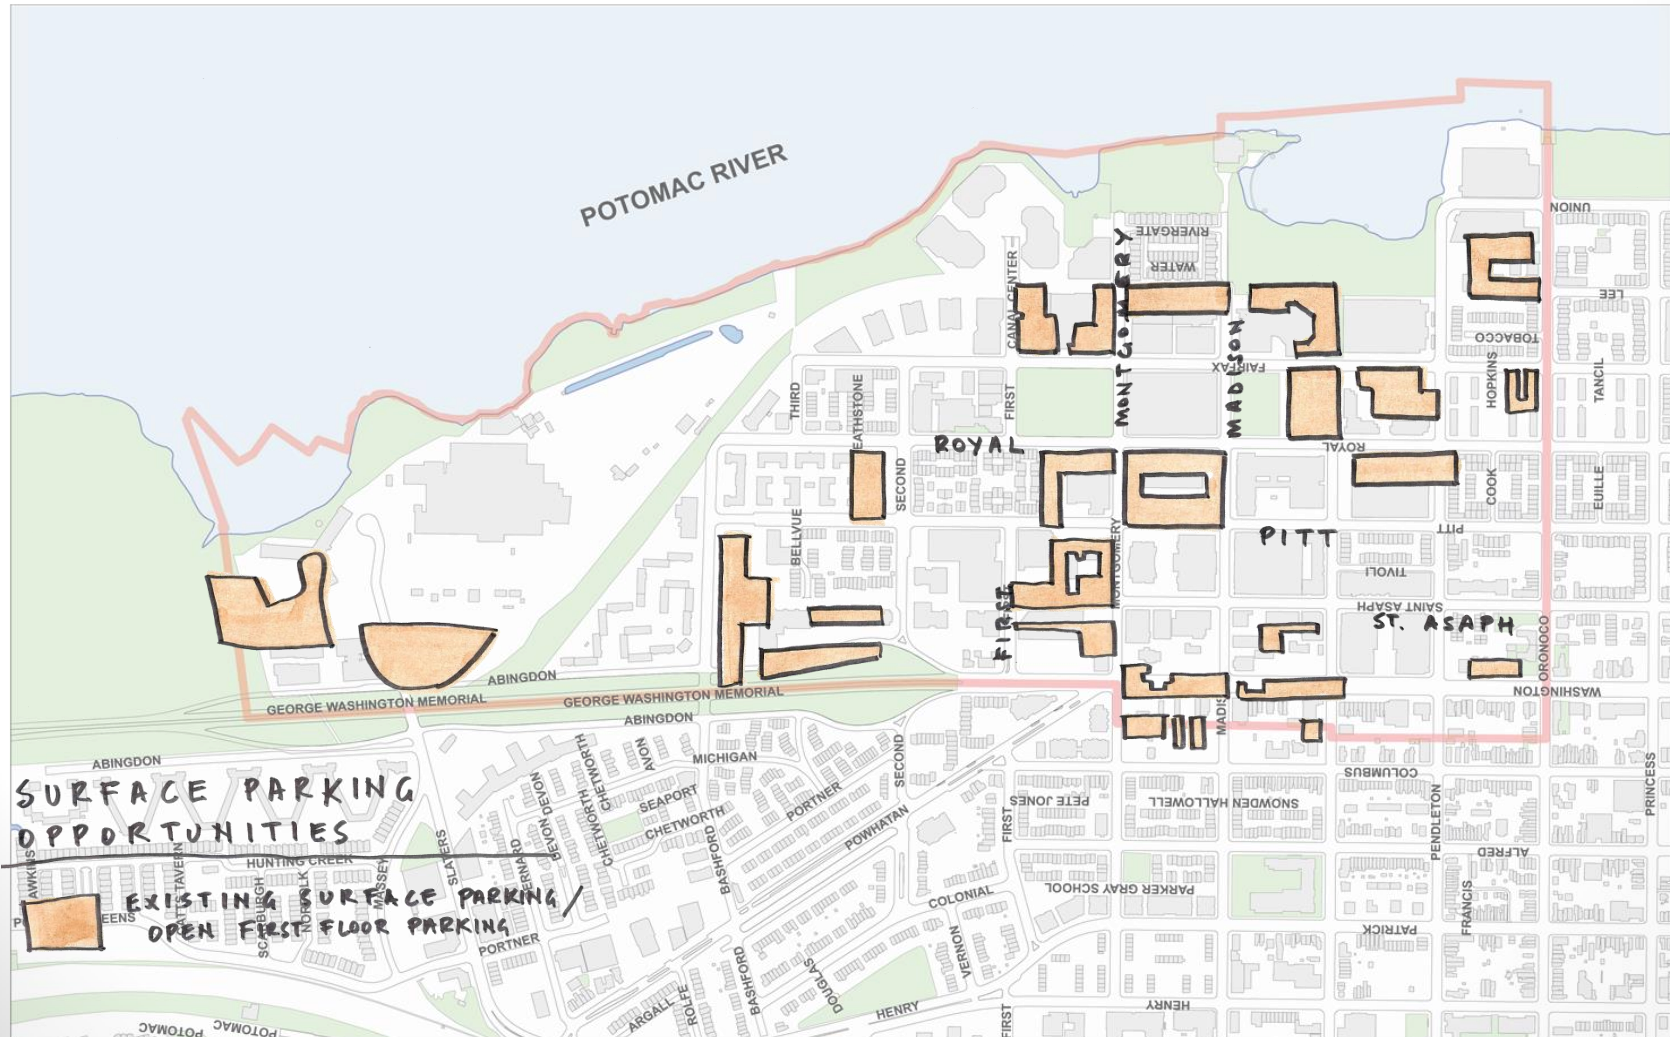 POTOMAC RIVER
UNION
RIVERGATE
WATER
LEE
CANAL CENTER
MONTGOMERY
MADISON
TOBACCO
FAIRFAX
THIRD
FIRST
HOPKINS
TANCIL
ROYAL
ROYAL
SECOND
COOK
EUILLE
PITT
PITT
BELLVUE
MONTGOMERY
TIVOLI
FIRST
SAINT ASAPH
ST. ASAPH
ORONOCO
WASHINGTON
ABINGDON
GEORGE WASHINGTON MEMORIAL
GEORGE WASHINGTON MEMORIAL
ABINGDON
ABINGDON
MICHIGAN
AVON
CHETWORTH
CHETWORTH
SEAPORT
CHETWORTH
PORTNER
SECOND
POWHATAN
COLUMBUS
PETE JONES
SNOWDEN HALLOWELL
FIRST
PENDLETON
PRINCESS
ALFRED
PARKER GRAY SCHOOL
COLONIAL
FRANCIS
PATRICK
VERNON
HENRY
HENRY
FIRST
DEVON
SLATERS
BASHFORD
BASHFORD
DOUGLAS
ROLFE
ARGALL
PORTNER
SURFACE PARKING
OPPORTUNITIES
HUNTING CREEK
MASSEY
NORFOLK
EXISTING SURFACE PARKING /
OPEN FIRST FLOOR PARKING
POTOMAC
POTOMAC